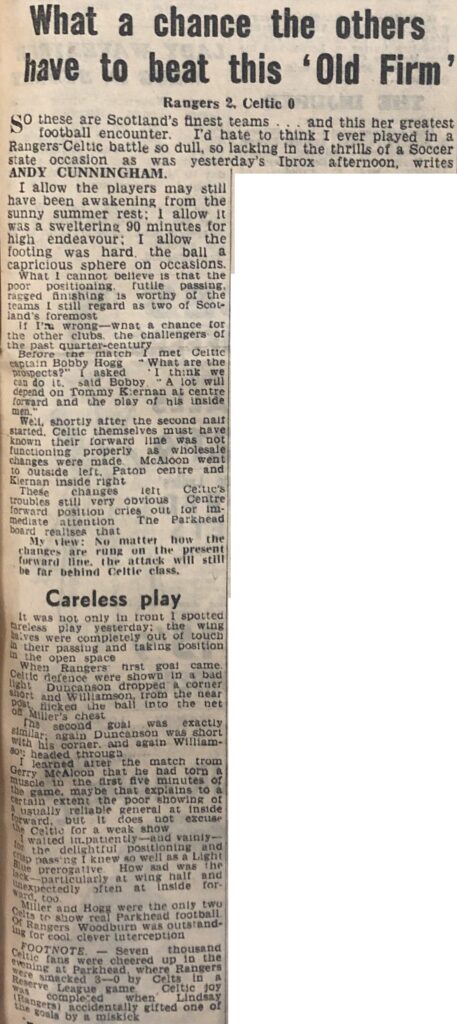 What a chance the others
have to beat this 'Old Firm'
Rangers 2, Celtic 0
SO these are Scotland's finest teams . . . and this her greatest
football encounter. I'd hate to think I ever played in a
Rangers-Celtic battle so dull, so lacking in the thrills of a Soccer
state occasion as was yesterday's Ibrox afternoon, writes
ANDY CUNNINGHAM.
I allow the players may still
have been awakening from the
sunny summer rest; I allow it
was a sweltering 90 minutes for
high endeavour; I allow the
footing was hard, the ball a
capricious sphere on occasions.
What I cannot believe is that the
poor positioning, futile passing,
ragged finishing is worthy of the
teams I still regard as two of Scot-
land's foremost
If I'm wrong—what a chance for
the other clubs, the challengers of
the past quarter-century
Before the match I met Celtic
captain Bobby Hogg "What are the
prospects?" I asked "I think we
can do it, said Bobby. "A lot will
depend on Tommy Kiernan at centre
forward and the play of his inside
men."
Well, shortly after the second half
started, Celtic themselves must have
known their forward line was not
functioning properly as wholesale
changes were made McAloon went
to outside left, Paton centre and
Kiernan inside right
These changes left Celtic's
troubles still very obvious Centre
forward position cries out for im-
mediate attention The Parkhead
board realises that
My view: No matter how the
changes are rung on the present
forward line, the attack will still
be far behind Celtic class.
Careless play
It was not only in front I spotted
careless play yesterday; the wing
halves were completely out of touch
in their passing and taking position
in the open space
When Rangers' first goal came,
Celtic defence were shown in a bad
light Duncanson dropped a corner
short and Williamson, from the near
post, flicked the ball into the net
off Miller's chest
The second goal was exactly
similar; again Duncanson was short
with his corner, and again William-
son headed through
I learned after the match from
Gerry McAloon that he had torn a
muscle in the first five minutes of
the game, maybe that explains to a
certain extent the poor showing of
a usually reliable general at inside
forward, but it does not excuse
the Celtic for a weak show
I waited impatiently—and vainly—
for the delightful positioning and
crisp passing I knew so well as a Light
Blue prerogative. How sad was the
lack—particularly at wing half and
unexpectedly often at inside for-
ward, too.
Miller and Hogg were the only two
Celts to show real Parkhead football
Of Rangers Woodburn was outstand-
ing for cool, clever interception
FOOTNOTE. — Seven thousand
Celtic fans were cheered up in the
evening at Parkhead, where Rangers
were smacked 3—0 by Celts in a
Reserve League game. Celtic joy
was completed when Lindsay
(Rangers) accidentally gifted one of
the goals by a miskick